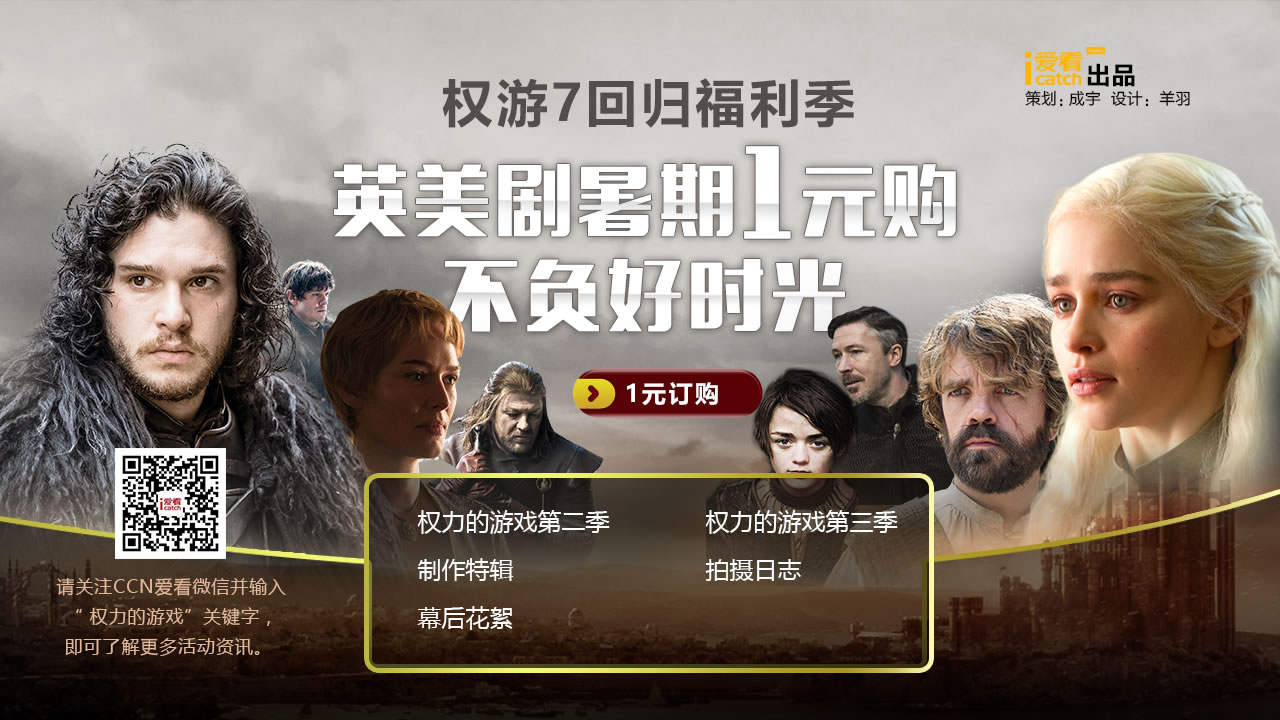 i爱看
catch 出品
策划：成宇 设计：羊羽
权游7回归福利季
英美剧暑期1元购
不负好时光
1元订购
权力的游戏第二季
权力的游戏第三季
制作特辑
拍摄日志
幕后花絮
i爱看
catch
请关注CCN爱看微信并输入
“ 权力的游戏”关键字，
即可了解更多活动资讯。